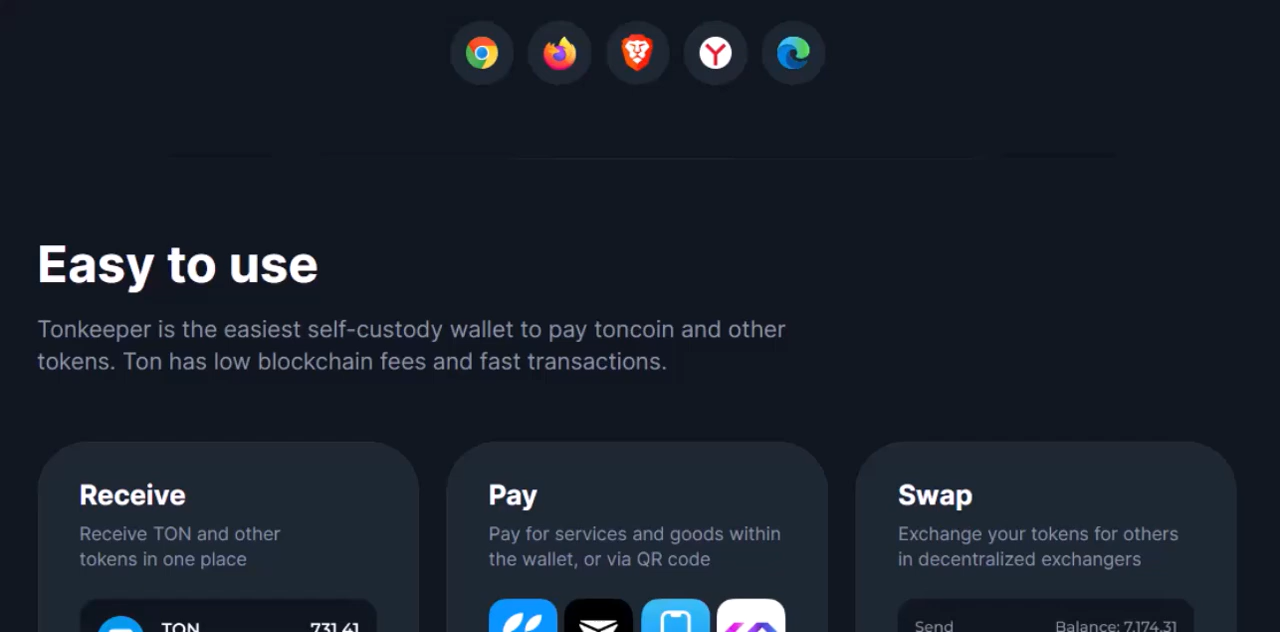 Easy to use
Tonkeeper is the easiest self-custody wallet to pay toncoin and other
tokens. Ton has low blockchain fees and fast transactions.
Receive
Receive TON and other
tokens in one place
TON 731.41
Pay
Pay for services and goods within
the wallet, or via QR code
Swap
Exchange your tokens for others
in decentralized exchangers
Send Balance: 7,174.31